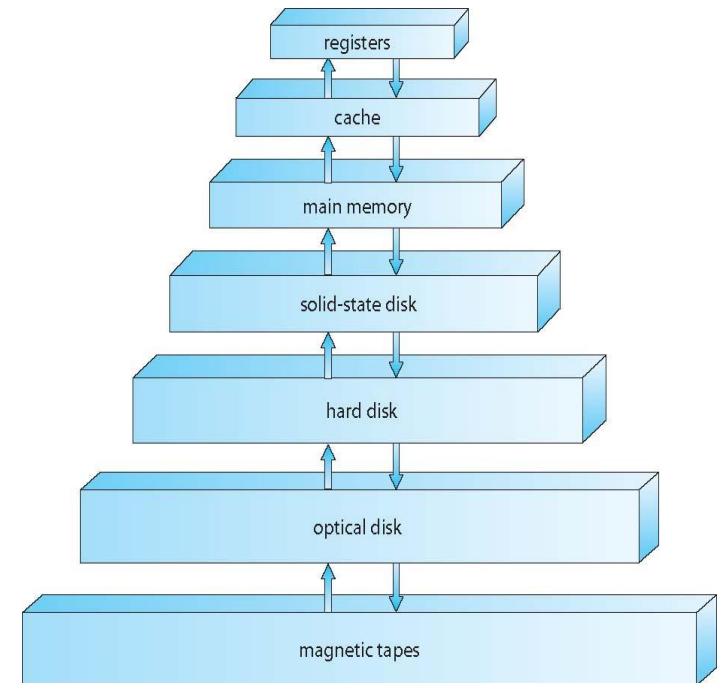 registers
cache
main memory
solid-state disk
hard disk
optical disk
magnetic tapes